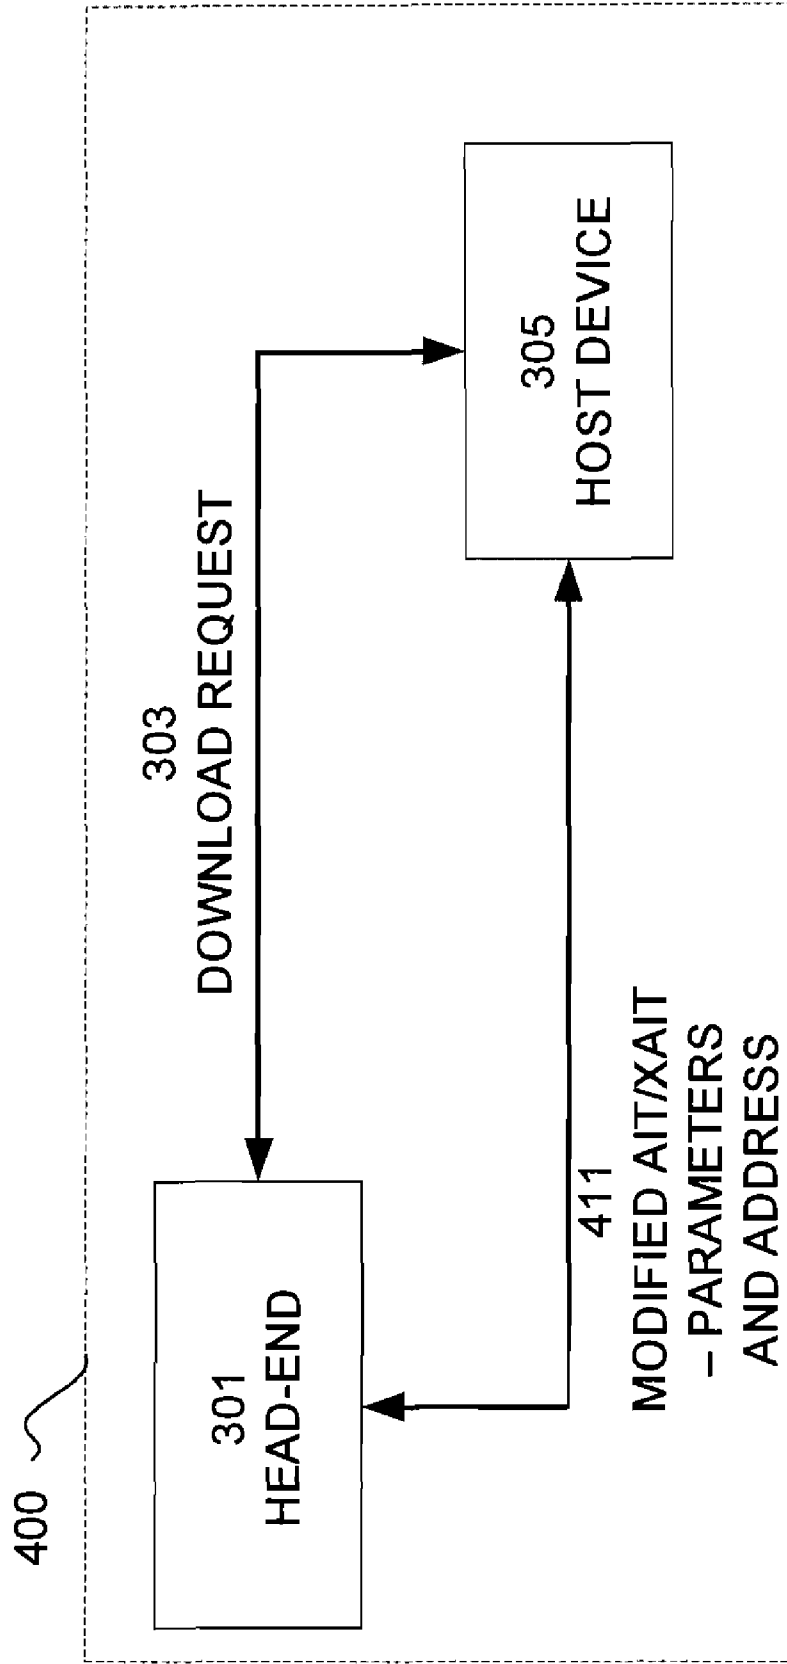 400
301
HEAD-END
303
DOWNLOAD REQUEST
305
HOST DEVICE
411
MODIFIED AIT/XAIT
– PARAMETERS
AND ADDRESS